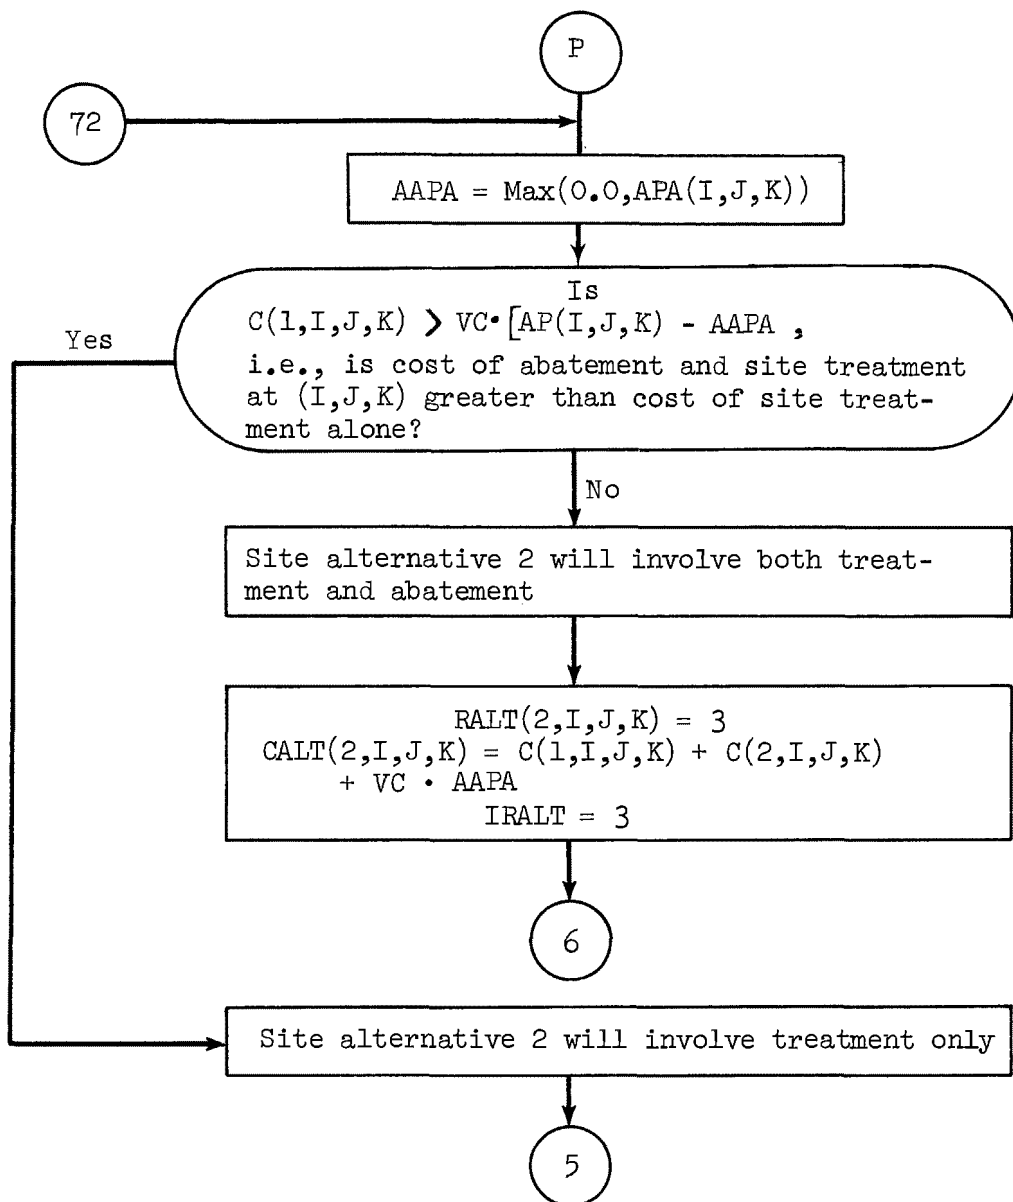 P
72
AAPA = Max(0.0,APA(I,J,K))
Is
C(1,I,J,K) > VC·[AP(I,J,K) - AAPA ,
i.e., is cost of abatement and site treatment
at (I,J,K) greater than cost of site treat-
ment alone?
Yes
No
Site alternative 2 will involve both treat-
ment and abatement
RALT(2,I,J,K) = 3
CALT(2,I,J,K) = C(1,I,J,K) + C(2,I,J,K)
+ VC · AAPA
IRALT = 3
6
Site alternative 2 will involve treatment only
5